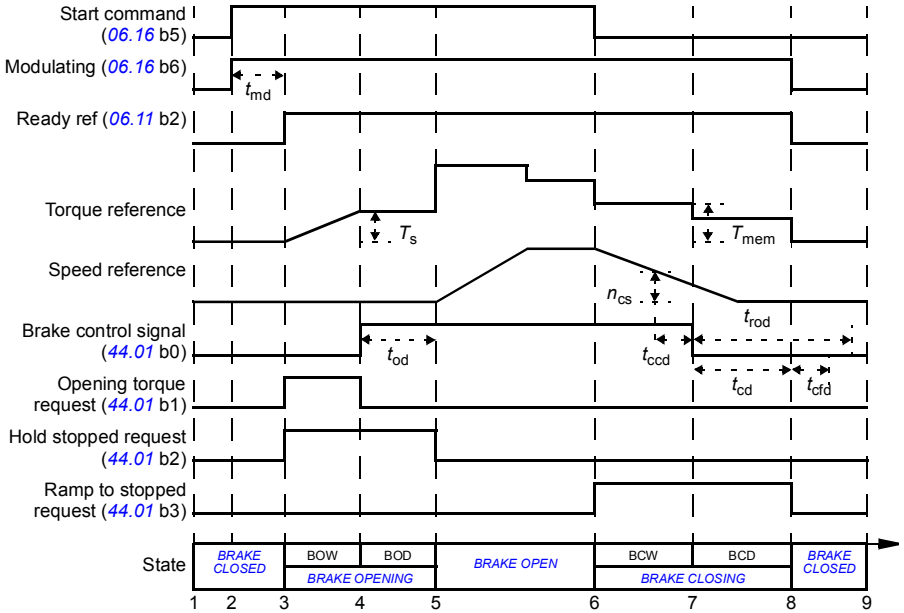 Start command
(06.16 b5)
Modulating (06.16 b6)
tmd
Ready ref (06.11 b2)
Torque reference
Ts
Tmem
Speed reference
ncs
trod
Brake control signal
(44.01 b0)
tod
tccd
tcd
tcfd
Opening torque
request (44.01 b1)
Hold stopped request
(44.01 b2)
Ramp to stopped
request (44.01 b3)
State
BRAKE
CLOSED
BOW
BOD
BRAKE OPENING
BRAKE OPEN
BCW
BCD
BRAKE CLOSING
BRAKE
CLOSED
1 2 3 4 5 6 7 8 9